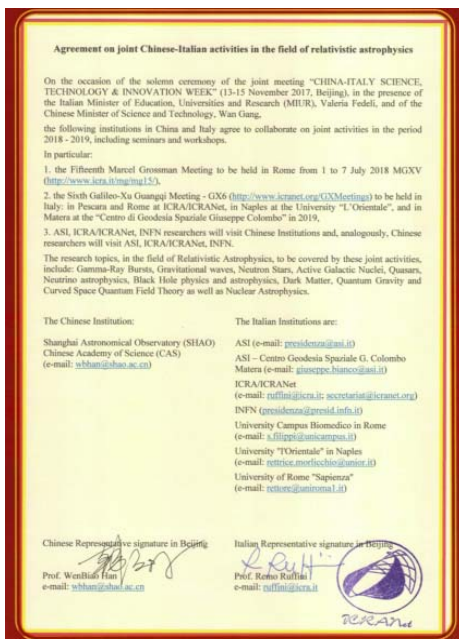 Agreement on joint Chinese-Italian activities in the field of relativistic astrophysics
On the occasion of the solemn ceremony of the joint meeting "CHINA-ITALY SCIENCE,
TECHNOLOGY & INNOVATION WEEK" (13-15 November 2017, Beijing), in the presence of
the Italian Minister of Education, Universities and Research (MIUR), Valeria Fedeli, and of the
Chinese Minister of Science and Technology, Wan Gang,
the following institutions in China and Italy agree to collaborate on joint activities in the period
2018 - 2019, including seminars and workshops.
In particular:
1. the Fifteenth Marcel Grossman Meeting to be held in Rome from 1 to 7 July 2018 MGXV
(http://www.icra.it/mg/mg15/),
2. the Sixth Galileo-Xu Guangqi Meeting - GX6 (http://www.icranet.org/GXMeetings) to be held in
Italy: in Pescara and Rome at ICRA/ICRANet, in Naples at the University "L'Orientale", and in
Matera at the "Centro di Geodesia Spaziale Giuseppe Colombo" in 2019,
3. ASI, ICRA/ICRANet, INFN researchers will visit Chinese Institutions and, analogously, Chinese
researchers will visit ASI, ICRA/ICRANet, INFN.
The research topics, in the field of Relativistic Astrophysics, to be covered by these joint activities,
include: Gamma-Ray Bursts, Gravitational waves, Neutron Stars, Active Galactic Nuclei, Quasars,
Neutrino astrophysics, Black Hole physics and astrophysics, Dark Matter, Quantum Gravity and
Curved Space Quantum Field Theory as well as Nuclear Astrophysics.
The Chinese Institution:
Shanghai Astronomical Observatory (SHAO)
Chinese Academy of Science (CAS)
(e-mail: wbhan@shao.ac.cn)
The Italian Institutions are:
ASI (e-mail: presidenza@asi.it)
ASI – Centro Geodesia Spaziale G. Colombo
Matera (e-mail: giuseppe.bianco@asi.it)
ICRA/ICRANet
(e-mail: ruffini@icra.it; secretariat@icranet.org)
INFN (presidenza@presid.infn.it)
University Campus Biomedico in Rome
(e-mail: s.filippi@unicampus.it)
University "l'Orientale" in Naples
(e-mail: rettrice.morlicchio@unior.it)
University of Rome "Sapienza"
(e-mail: rettore@uniroma1.it)
Chinese Representative signature in Beijing
Prof. WenBiao Han
e-mail: wbhan@shao.ac.cn
Italian Representative signature in Beijing
R. Ruffini
Prof. Remo Ruffini
e-mail: ruffini@icra.it
ICRANet